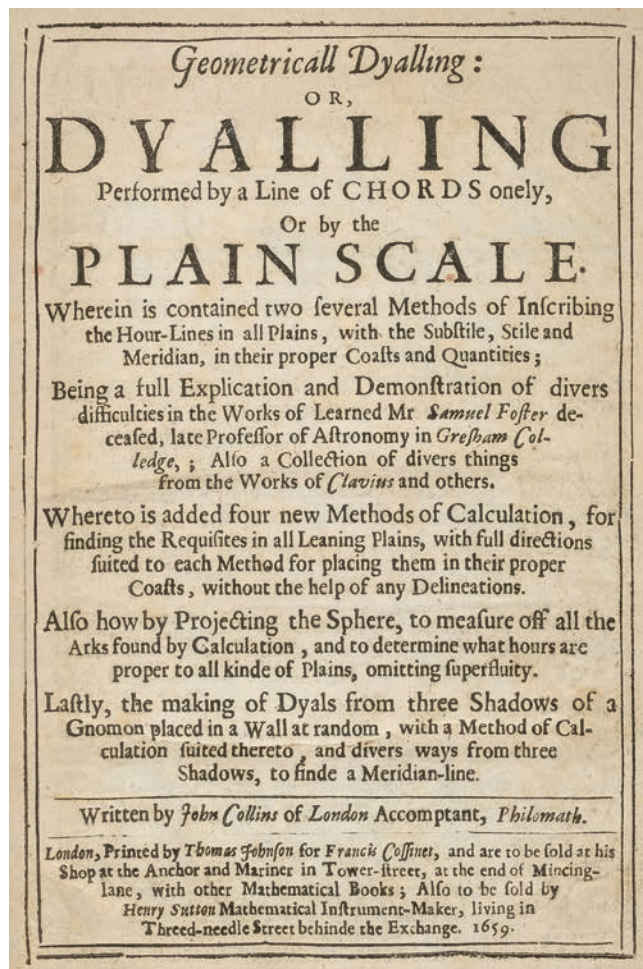 Geometricall Dyalling:
OR,
DYALLING
Performed by a Line of CHORDS onely,
Or by the
PLAIN SCALE.
Wherein is contained two ſeveral Methods of Inſcribing
the Hour-Lines in all Plains, with the Subſtile, Stile and
Meridian, in their proper Coaſts and Quantities;
Being a full Explication and Demonſtration of divers
difficulties in the Works of Learned Mr Samuel Foſter de-
ceaſed, late Profeſſor of Aſtronomy in Greſham Col-
ledge, ; Alſo a Collection of divers things
from the Works of Clavius and others.
Whereto is added four new Methods of Calculation, for
finding the Requiſites in all Leaning Plains, with full directions
ſuited to each Method for placing them in their proper
Coaſts, without the help of any Delineations.
Alſo how by Projecting the Sphere, to meaſure off all the
Arks found by Calculation, and to determine what hours are
proper to all kinde of Plains, omitting ſuperfluity.
Laſtly, the making of Dyals from three Shadows of a
Gnomon placed in a Wall at random, with a Method of Cal-
culation ſuited thereto, and divers ways from three
Shadows, to finde a Meridian-line.
Written by John Collins of London Accomptant, Philomath.
London, Printed by Thomas Johnſon for Francis Coſſinet, and are to be ſold at his
Shop at the Anchor and Mariner in Tower-ſtreet, at the end of Mincing-
lane, with other Mathematical Books; Alſo to be ſold by
Henry Sutton Mathematical Inſtrument-Maker, living in
Threed-needle Street behinde the Exchange. 1659.